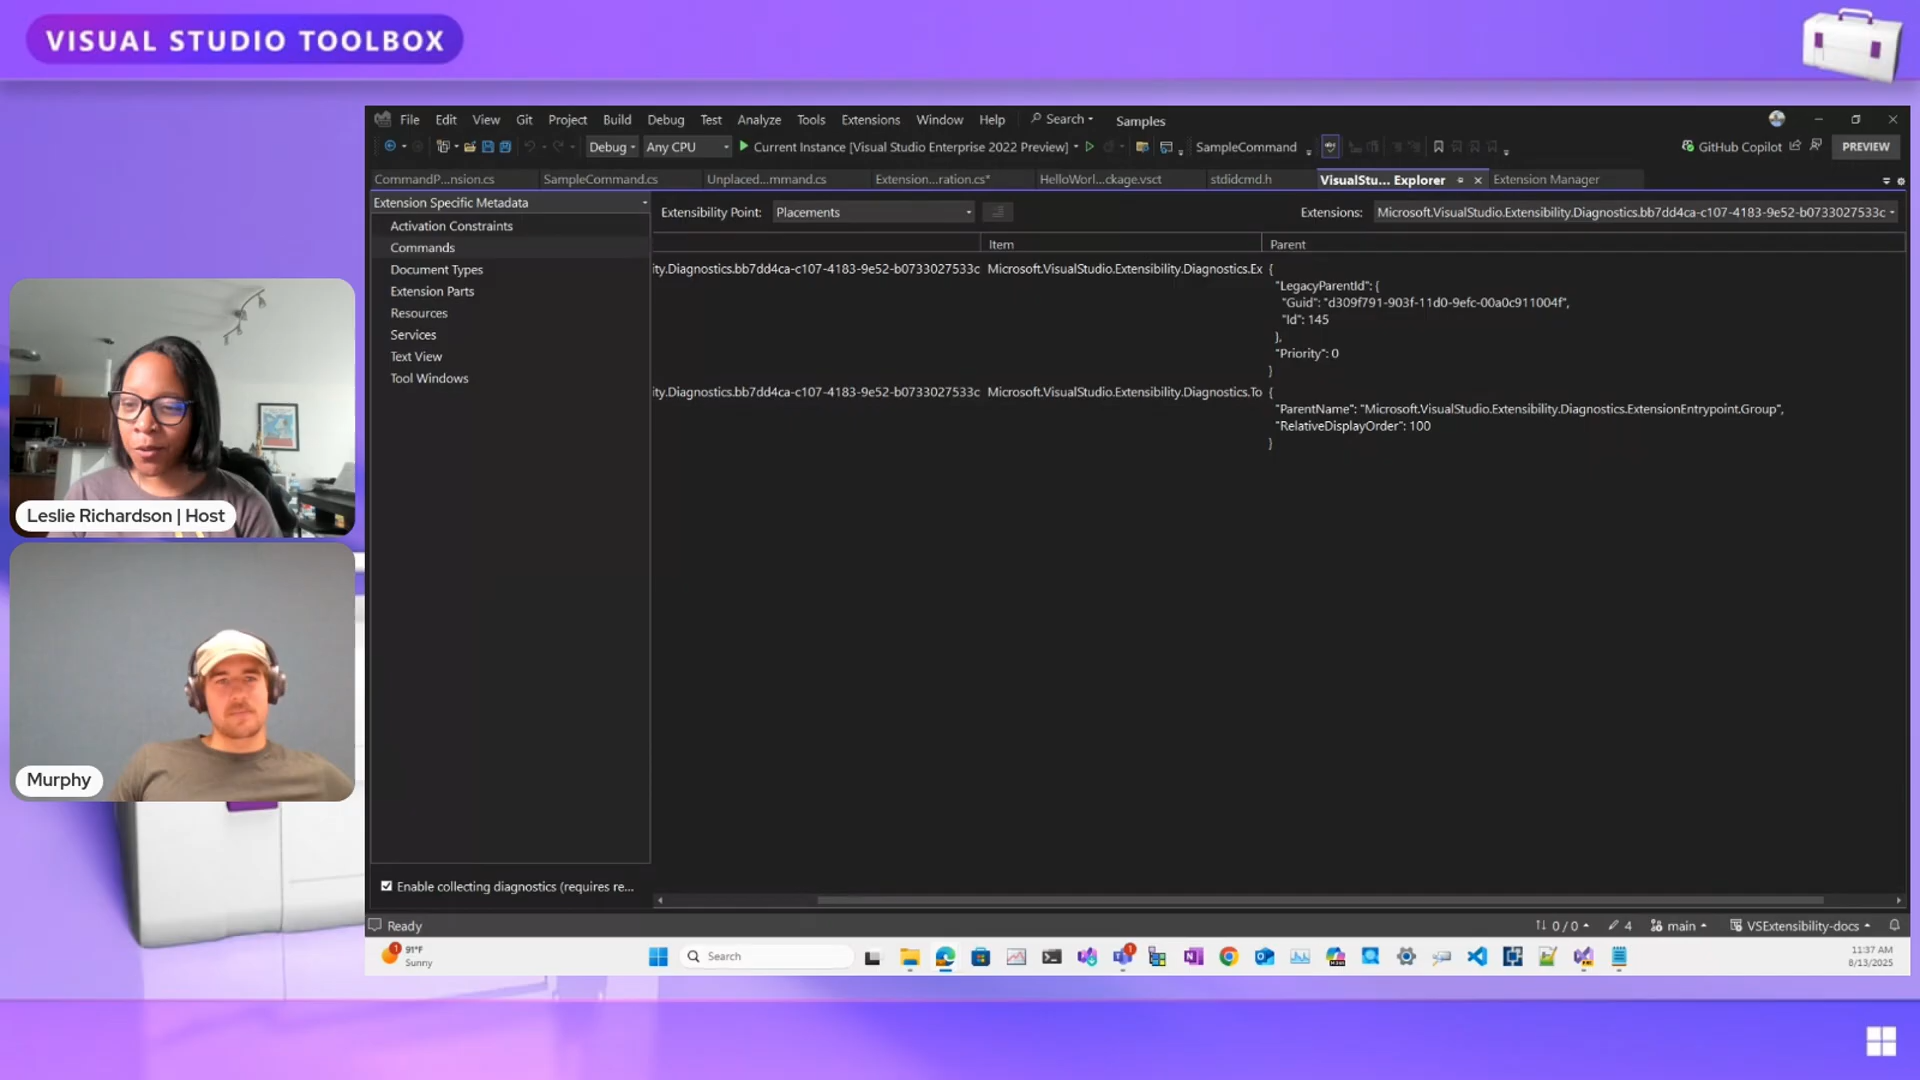 VISUAL STUDIO TOOLBOX
File Edit View Git Project Build Debug Test Analyze Tools Extensions Window Help Search Samples
Debug Any CPU Current Instance [Visual Studio Enterprise 2022 Preview] SampleCommand GitHub Copilot PREVIEW
CommandP...nsion.cs SampleCommand.cs Unplaced...mmand.cs Extension...ration.cs* HelloWorl...ckage.vsct stdidcmd.h VisualStu... Explorer Extension Manager
Extension Specific Metadata
Extensibility Point: Placements Extensions: Microsoft.VisualStudio.Extensibility.Diagnostics.bb7dd4ca-c107-4183-9e52-b0733027533c
Activation Constraints
Commands
Document Types
Extension Parts
Resources
Services
Text View
Tool Windows
Item Parent
ity.Diagnostics.bb7dd4ca-c107-4183-9e52-b0733027533c Microsoft.VisualStudio.Extensibility.Diagnostics.Ex {
"LegacyParentId": {
"Guid": "d309f791-903f-11d0-9efc-00a0c911004f",
"Id": 145
},
"Priority": 0
}
ity.Diagnostics.bb7dd4ca-c107-4183-9e52-b0733027533c Microsoft.VisualStudio.Extensibility.Diagnostics.To {
"ParentName": "Microsoft.VisualStudio.Extensibility.Diagnostics.ExtensionEntrypoint.Group",
"RelativeDisplayOrder": 100
}
Leslie Richardson | Host
Murphy
Enable collecting diagnostics (requires re...
Ready 0 / 0 4 main VSExtensibility-docs
1 91°F
Sunny
Search
1
11:37 AM
8/13/2025